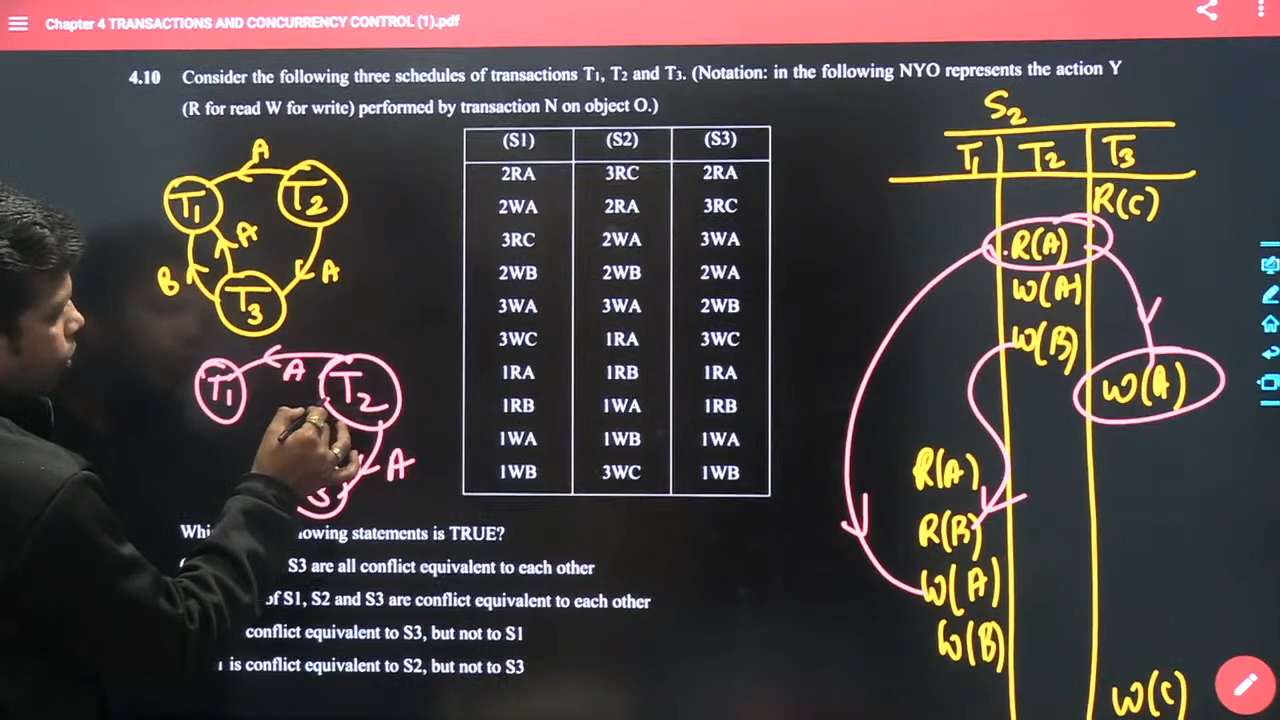 Chapter 4 TRANSACTIONS AND CONCURRENCY CONTROL (1).pdf
4.10 Consider the following three schedules of transactions T1, T2 and T3. (Notation: in the following NYO represents the action Y
(R for read W for write) performed by transaction N on object O.)
(S1) (S2) (S3)
2RA 3RC 2RA
2WA 2RA 3RC
3RC 2WA 3WA
2WB 2WB 2WA
3WA 3WA 2WB
3WC 1RA 3WC
1RA 1RB 1RA
1RB 1WA 1RB
1WA 1WB 1WA
1WB 3WC 1WB
lowing statements is TRUE?
S3 are all conflict equivalent to each other
of S1, S2 and S3 are conflict equivalent to each other
conflict equivalent to S3, but not to S1
is conflict equivalent to S2, but not to S3
A
T1 T2
A
B A
T3
T1 A T2
A
S2
T1 T2 T3
R(C)
R(A)
W(A)
W(B)
W(A)
R(A)
R(B)
W(A)
W(B)
W(C)